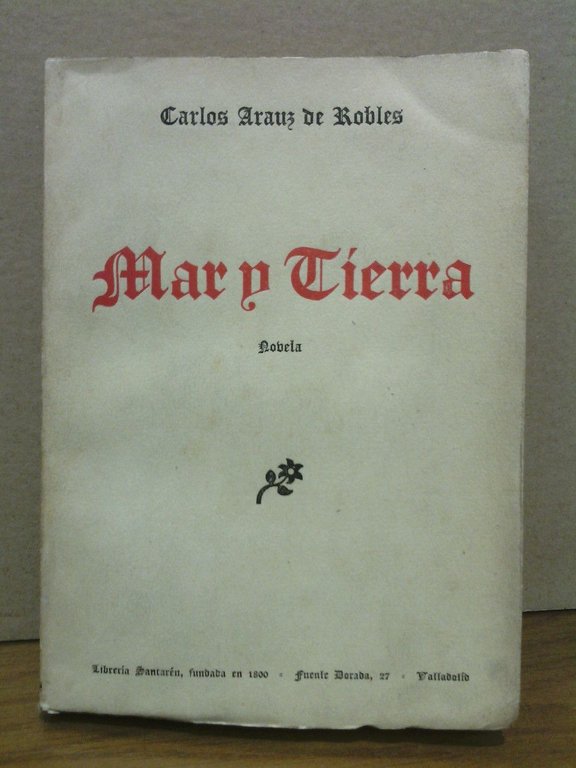 Carlos Arauz de Robles
Mar y Tierra
Novela
Librería Santarén, fundada en 1800 - Fuente Dorada, 27 - Valladolid